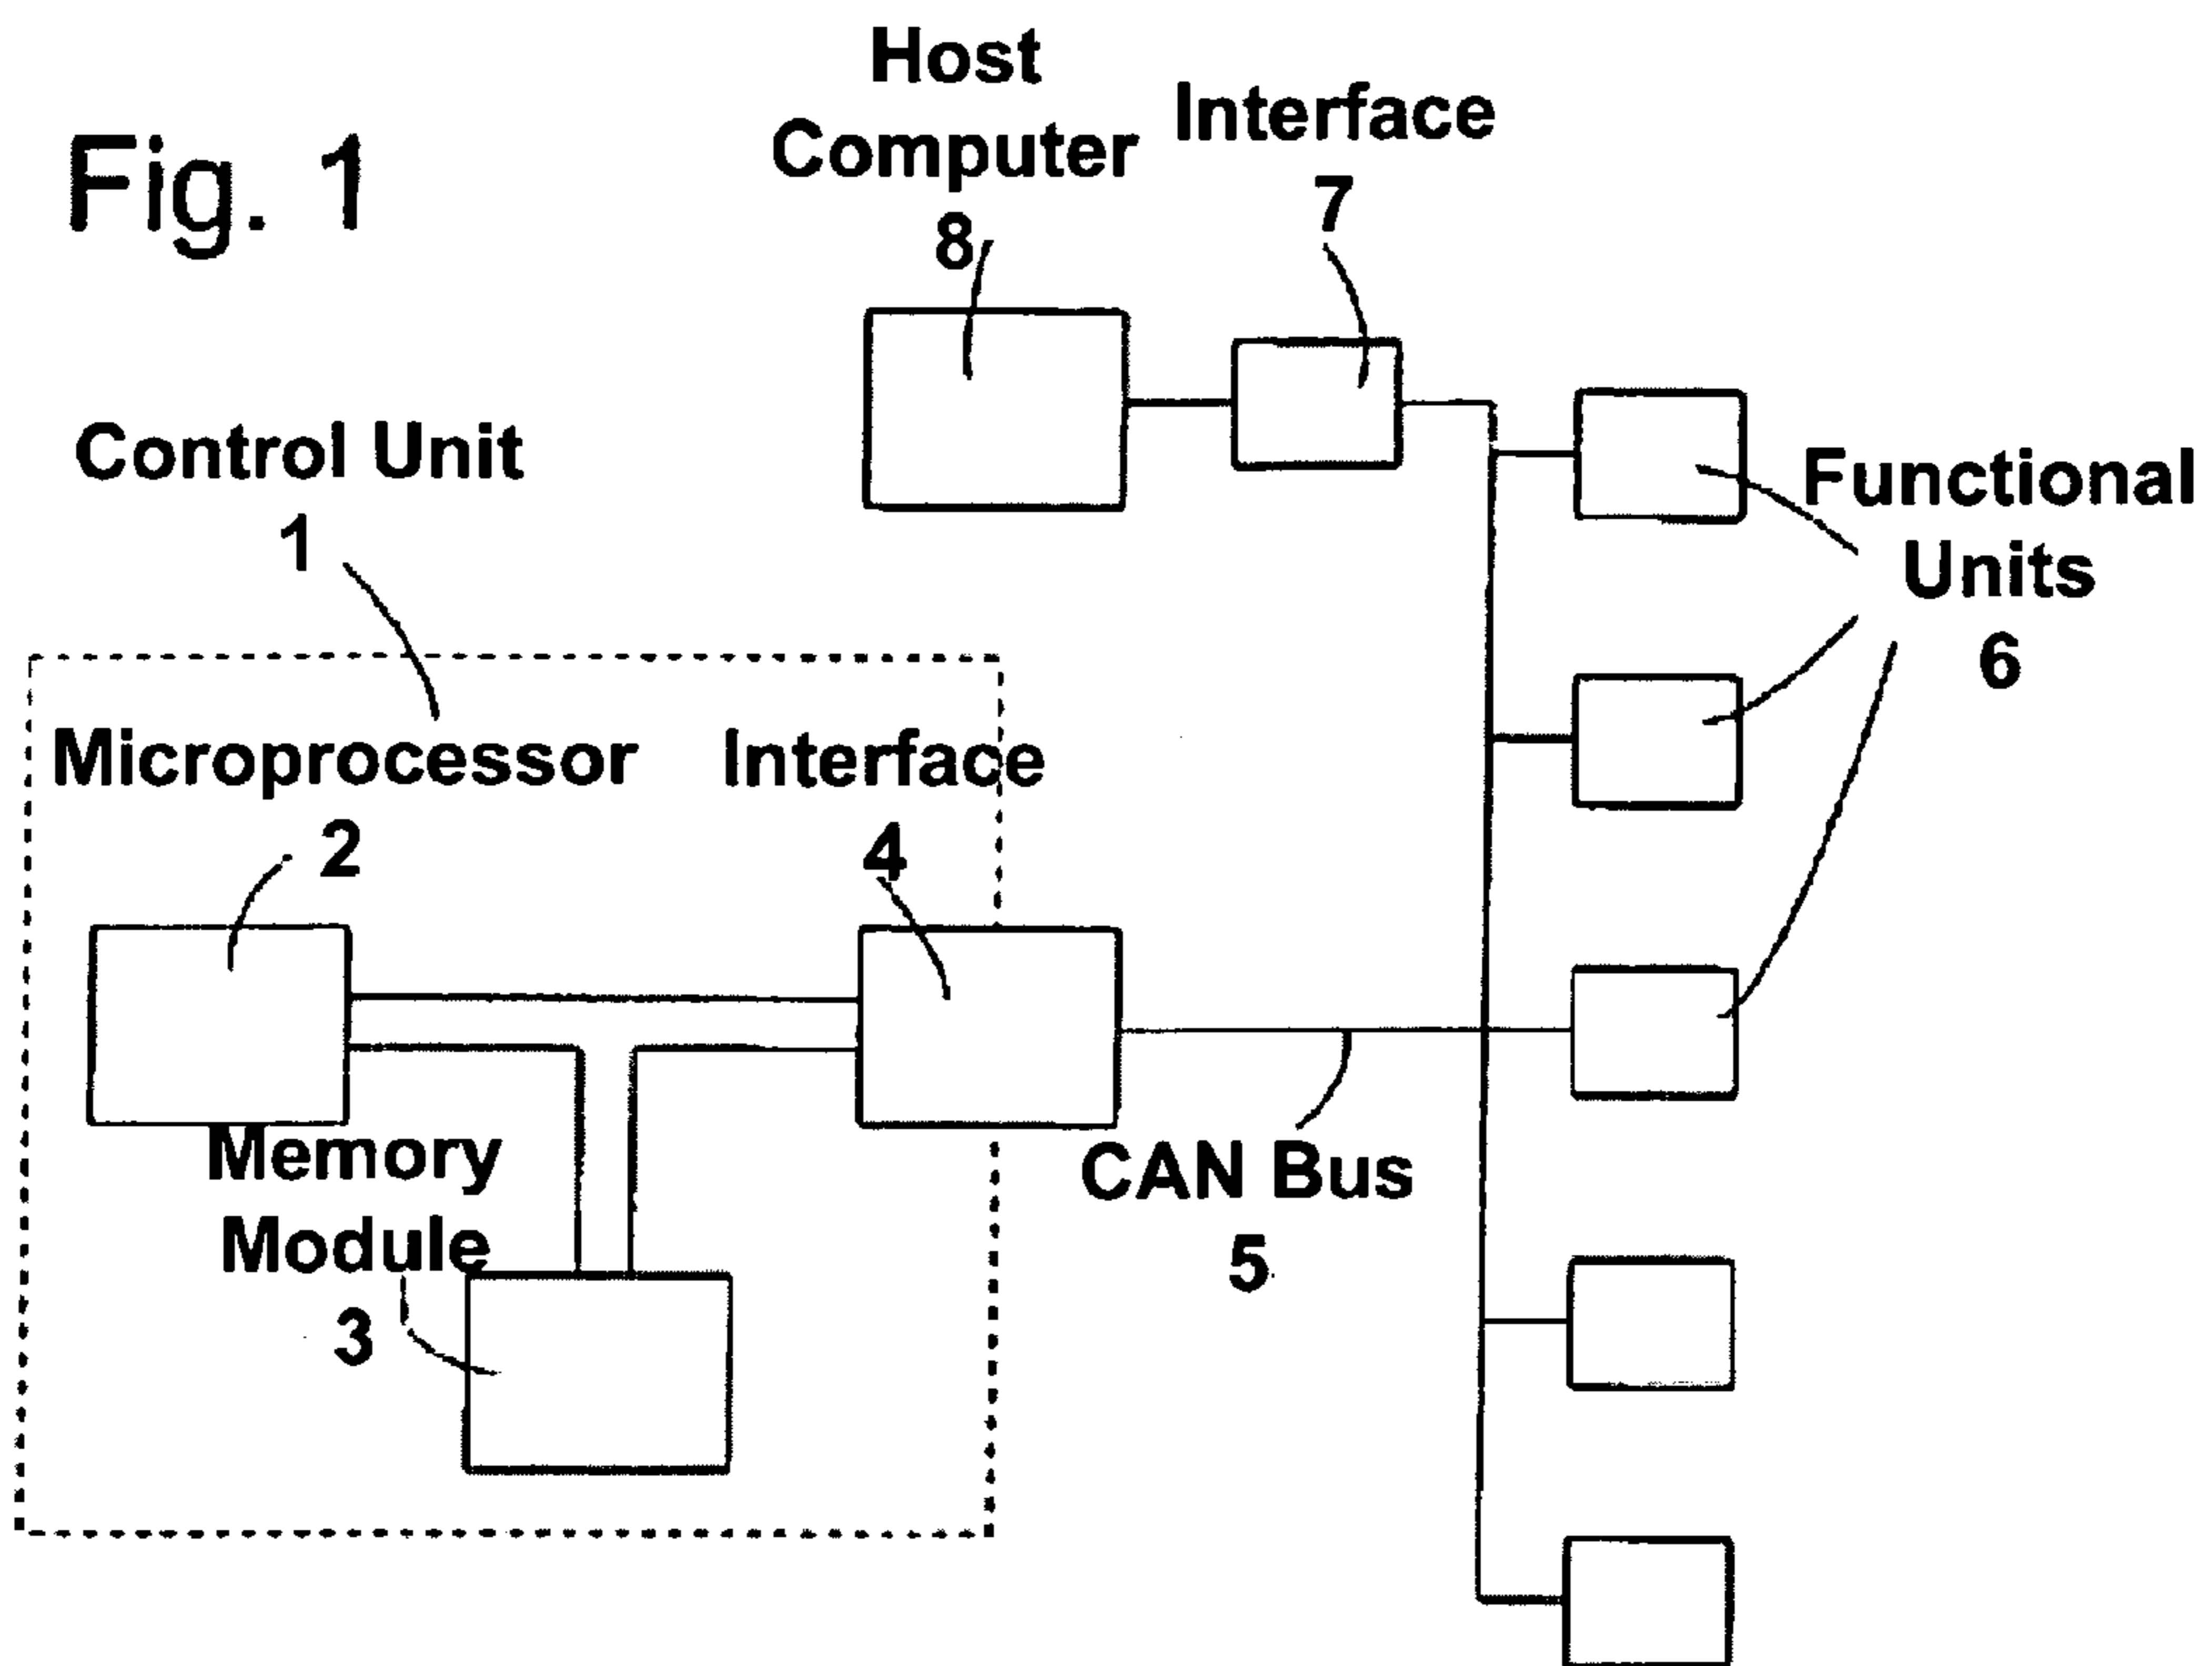 Fig. 1
Host
Computer
8
Interface
7
Control Unit
1
Functional
Units
6
Microprocessor
2
Interface
4
Memory
Module
3
CAN Bus
5